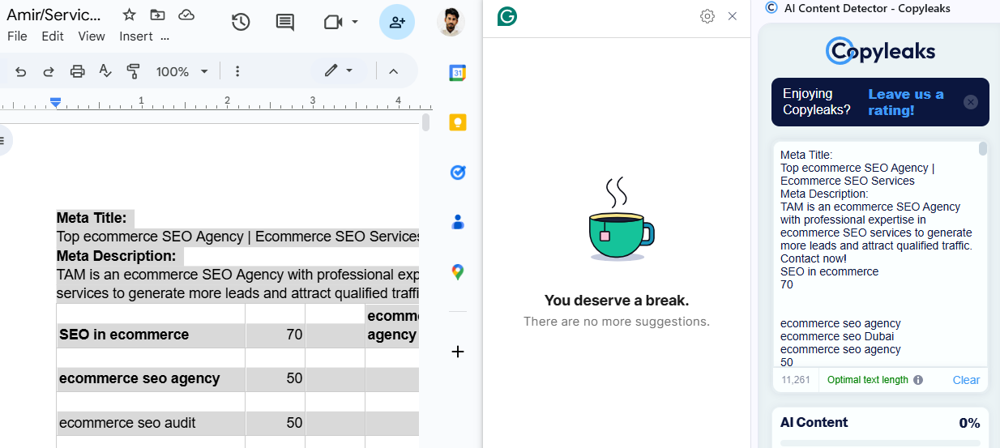 Amir/Servic...
File Edit View Insert ...
100%
1 2 3 4
31
Meta Title:
Top ecommerce SEO Agency | Ecommerce SEO Services
Meta Description:
TAM is an ecommerce SEO Agency with professional exp
services to generate more leads and attract qualified traffi
ecomme
SEO in ecommerce 70 agency
ecommerce seo agency 50
ecommerce seo audit 50
You deserve a break.
There are no more suggestions.
AI Content Detector - Copyleaks
Copyleaks
Enjoying Leave us a
Copyleaks? rating!
Meta Title:
Top ecommerce SEO Agency |
Ecommerce SEO Services
Meta Description:
TAM is an ecommerce SEO Agency
with professional expertise in
ecommerce SEO services to generate
more leads and attract qualified traffic.
Contact now!
SEO in ecommerce
70
ecommerce seo agency
ecommerce seo Dubai
ecommerce seo agency
50
11,261 Optimal text length Clear
AI Content 0%